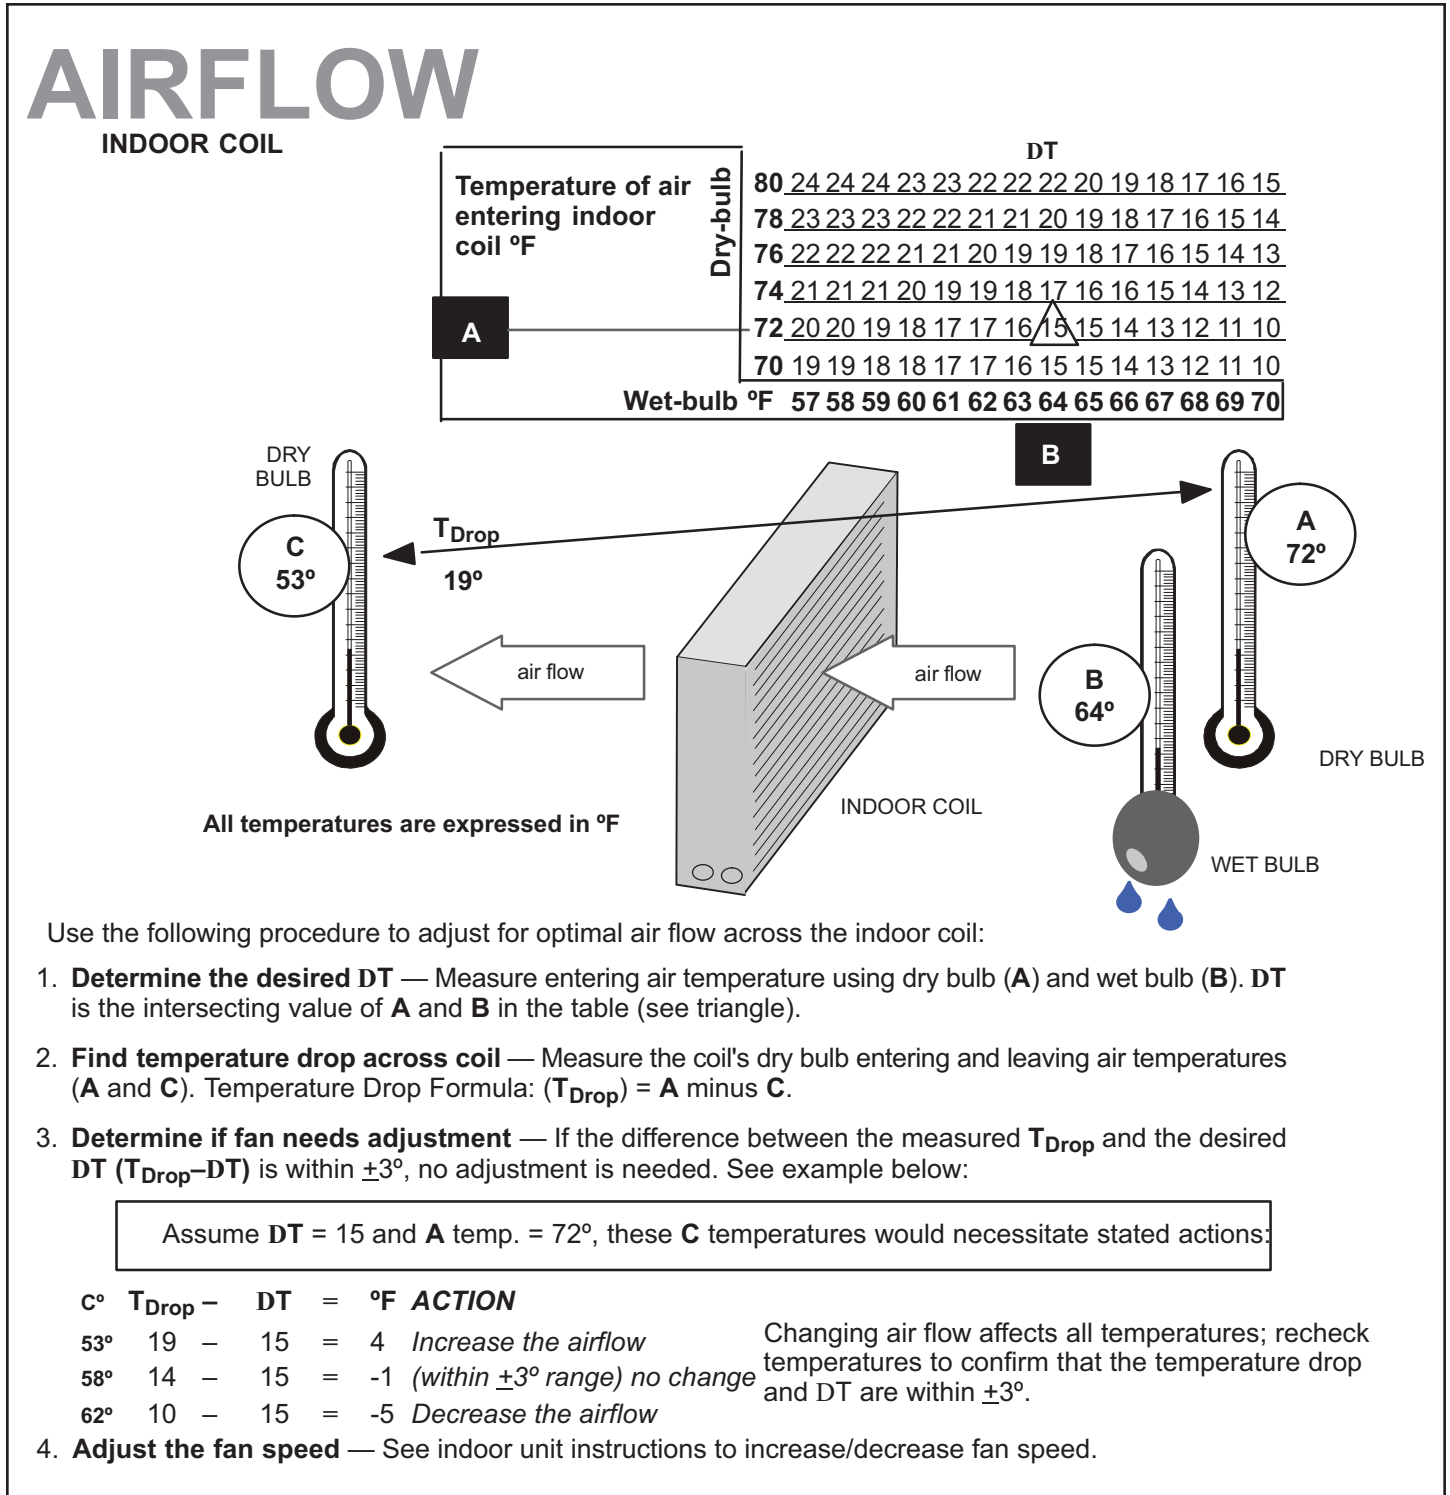 AIRFLOW
INDOOR COIL
DT
Temperature of air
entering indoor
coil ºF
Dry-bulb
80 24 24 24 23 23 22 22 22 20 19 18 17 16 15
78 23 23 23 22 22 21 21 20 19 18 17 16 15 14
76 22 22 22 21 21 20 19 19 18 17 16 15 14 13
74 21 21 21 20 19 19 18 17 16 16 15 14 13 12
A
72 20 20 19 18 17 17 16 15 15 14 13 12 11 10
70 19 19 18 18 17 17 16 15 15 14 13 12 11 10
Wet-bulb ºF 57 58 59 60 61 62 63 64 65 66 67 68 69 70
B
DRY
BULB
C
53º
TDrop
19º
A
72º
air flow
air flow
B
64º
DRY BULB
INDOOR COIL
All temperatures are expressed in ºF
WET BULB
Use the following procedure to adjust for optimal air flow across the indoor coil:
1. Determine the desired DT — Measure entering air temperature using dry bulb (A) and wet bulb (B). DT
is the intersecting value of A and B in the table (see triangle).
2. Find temperature drop across coil — Measure the coil's dry bulb entering and leaving air temperatures
(A and C). Temperature Drop Formula: (TDrop) = A minus C.
3. Determine if fan needs adjustment — If the difference between the measured TDrop and the desired
DT (TDrop–DT) is within ±3º, no adjustment is needed. See example below:
Assume DT = 15 and A temp. = 72º, these C temperatures would necessitate stated actions:
Cº TDrop – DT = ºF ACTION
53º 19 – 15 = 4 Increase the airflow
58º 14 – 15 = -1 (within ±3º range) no change
62º 10 – 15 = -5 Decrease the airflow
Changing air flow affects all temperatures; recheck
temperatures to confirm that the temperature drop
and DT are within ±3º.
4. Adjust the fan speed — See indoor unit instructions to increase/decrease fan speed.